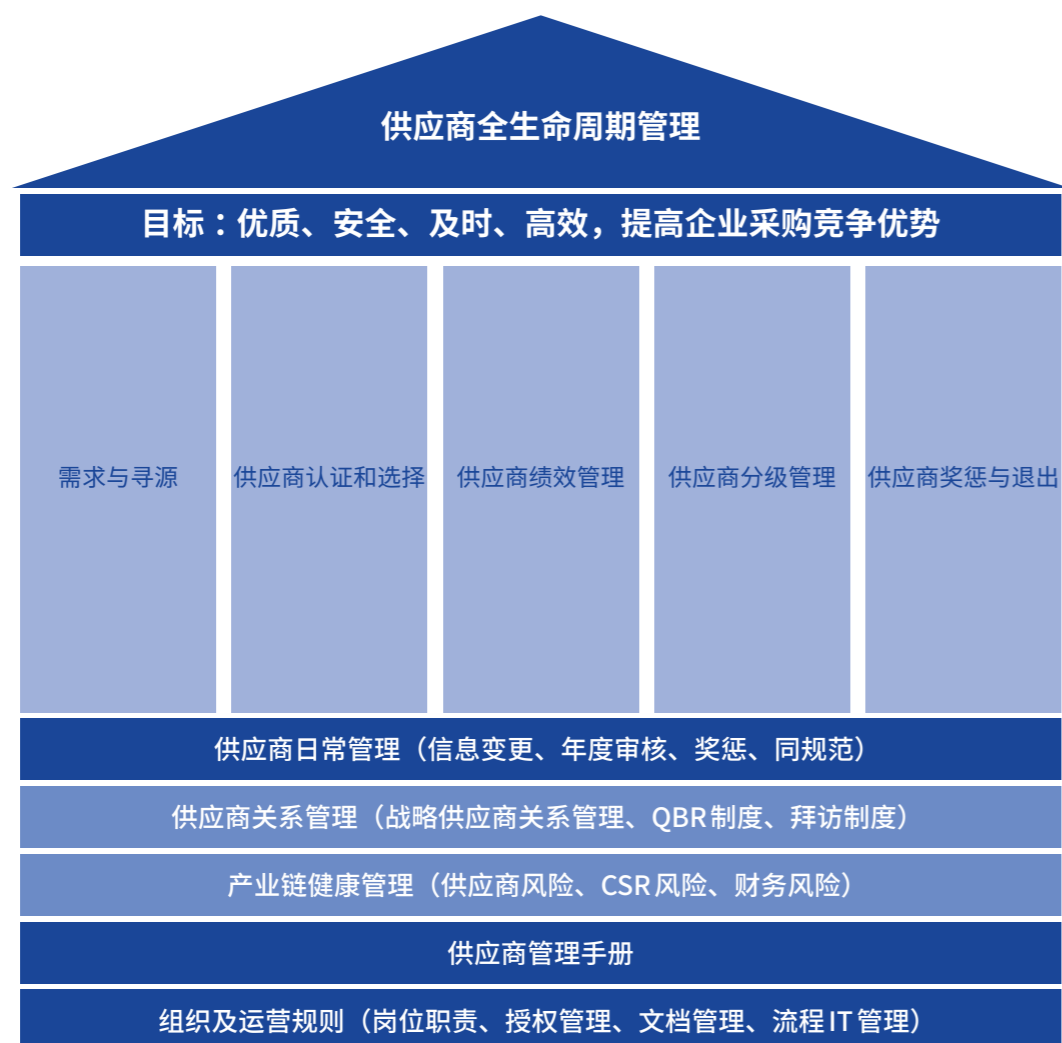 供应商全生命周期管理
目标：优质、安全、及时、高效，提高企业采购竞争优势
需求与寻源
供应商认证和选择
供应商绩效管理
供应商分级管理
供应商奖惩与退出
供应商日常管理（信息变更、年度审核、奖惩、同规范）
供应商关系管理（战略供应商关系管理、QBR制度、拜访制度）
产业链健康管理（供应商风险、CSR风险、财务风险）
供应商管理手册
组织及运营规则（岗位职责、授权管理、文档管理、流程IT管理）